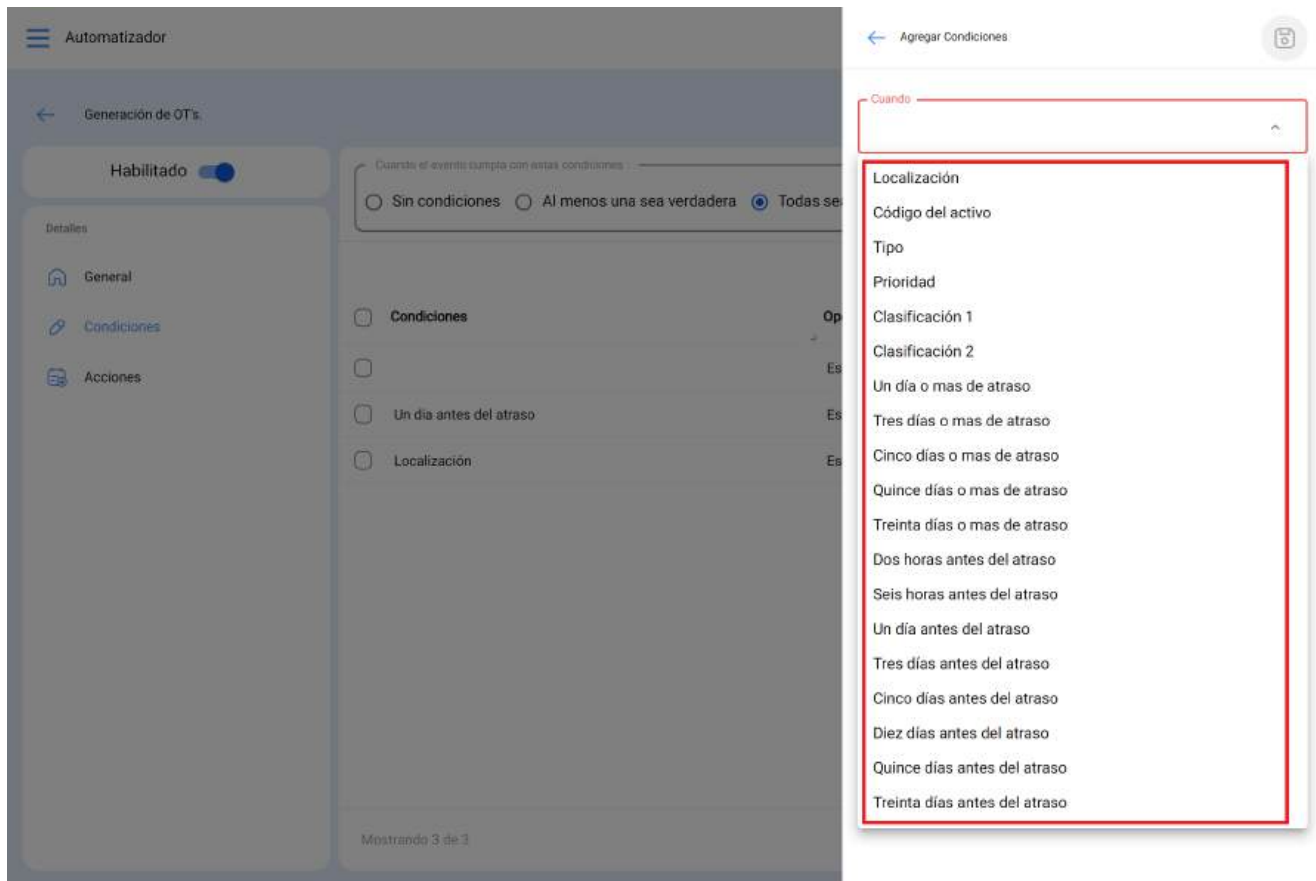 Automatizador
Agregar Condiciones
Generación de OT's.
Cuando
Habilitado
Cuando el evento cumpla con estas condiciones :
Sin condiciones Al menos una sea verdadera Todas se
Detalles
General
Condiciones
Acciones
Condiciones Op
Es
Un día antes del atraso Es
Localización Es
Mostrando 3 de 3
Localización
Código del activo
Tipo
Prioridad
Clasificación 1
Clasificación 2
Un día o mas de atraso
Tres días o mas de atraso
Cinco días o mas de atraso
Quince días o mas de atraso
Treinta días o mas de atraso
Dos horas antes del atraso
Seis horas antes del atraso
Un día antes del atraso
Tres días antes del atraso
Cinco días antes del atraso
Diez días antes del atraso
Quince días antes del atraso
Treinta días antes del atraso